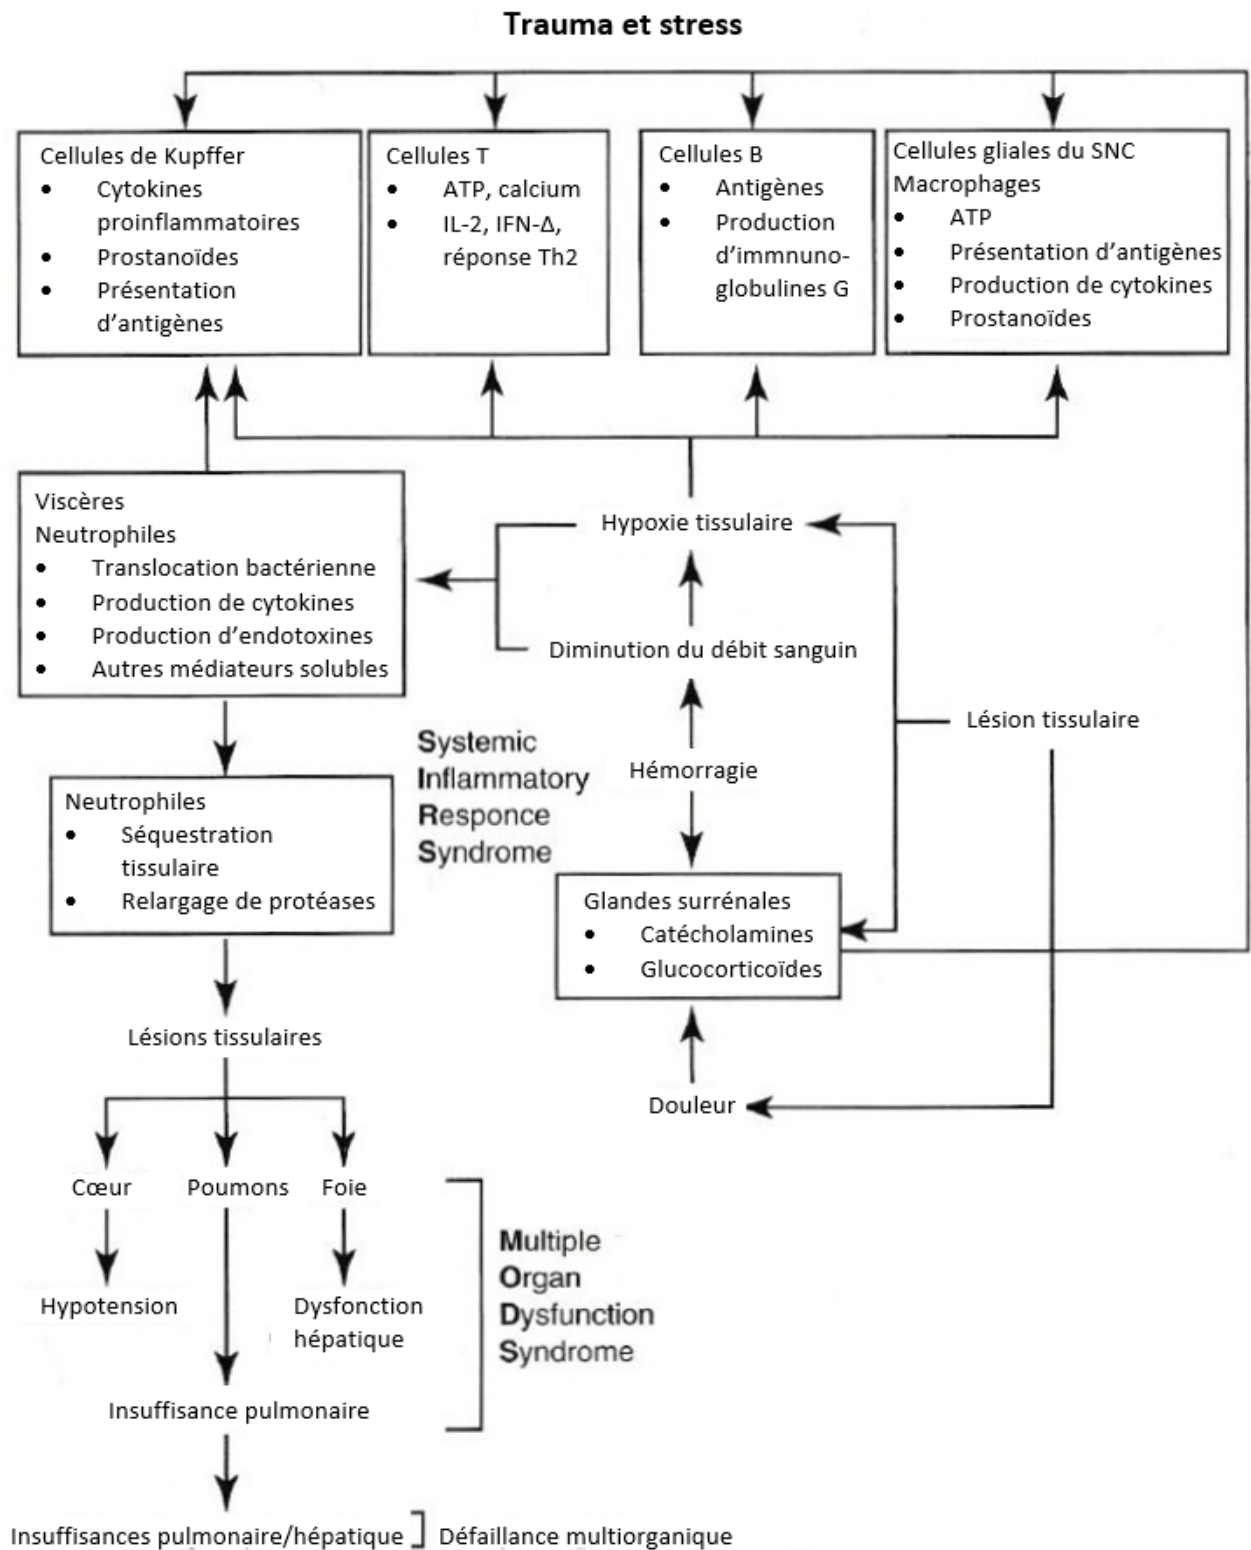 Trauma et stress
Cellules de Kupffer
• Cytokines
proinflammatoires
• Prostanoïdes
• Présentation
d'antigènes
Cellules T
• ATP, calcium
• IL-2, IFN-Δ,
réponse Th2
Cellules B
• Antigènes
• Production
d'immnuno-
globulines G
Cellules gliales du SNC
Macrophages
• ATP
• Présentation d'antigènes
• Production de cytokines
• Prostanoïdes
Viscères
Neutrophiles
• Translocation bactérienne
• Production de cytokines
• Production d'endotoxines
• Autres médiateurs solubles
Hypoxie tissulaire
Diminution du débit sanguin
Lésion tissulaire
Hémorragie
Systemic
Inflammatory
Responce
Syndrome
Neutrophiles
• Séquestration
tissulaire
• Relargage de protéases
Glandes surrénales
• Catécholamines
• Glucocorticoïdes
Lésions tissulaires
Douleur
Cœur
Poumons
Foie
Hypotension
Dysfonction
hépatique
Multiple
Organ
Dysfunction
Syndrome
Insuffisance pulmonaire
Insuffisances pulmonaire/hépatique
Défaillance multiorganique